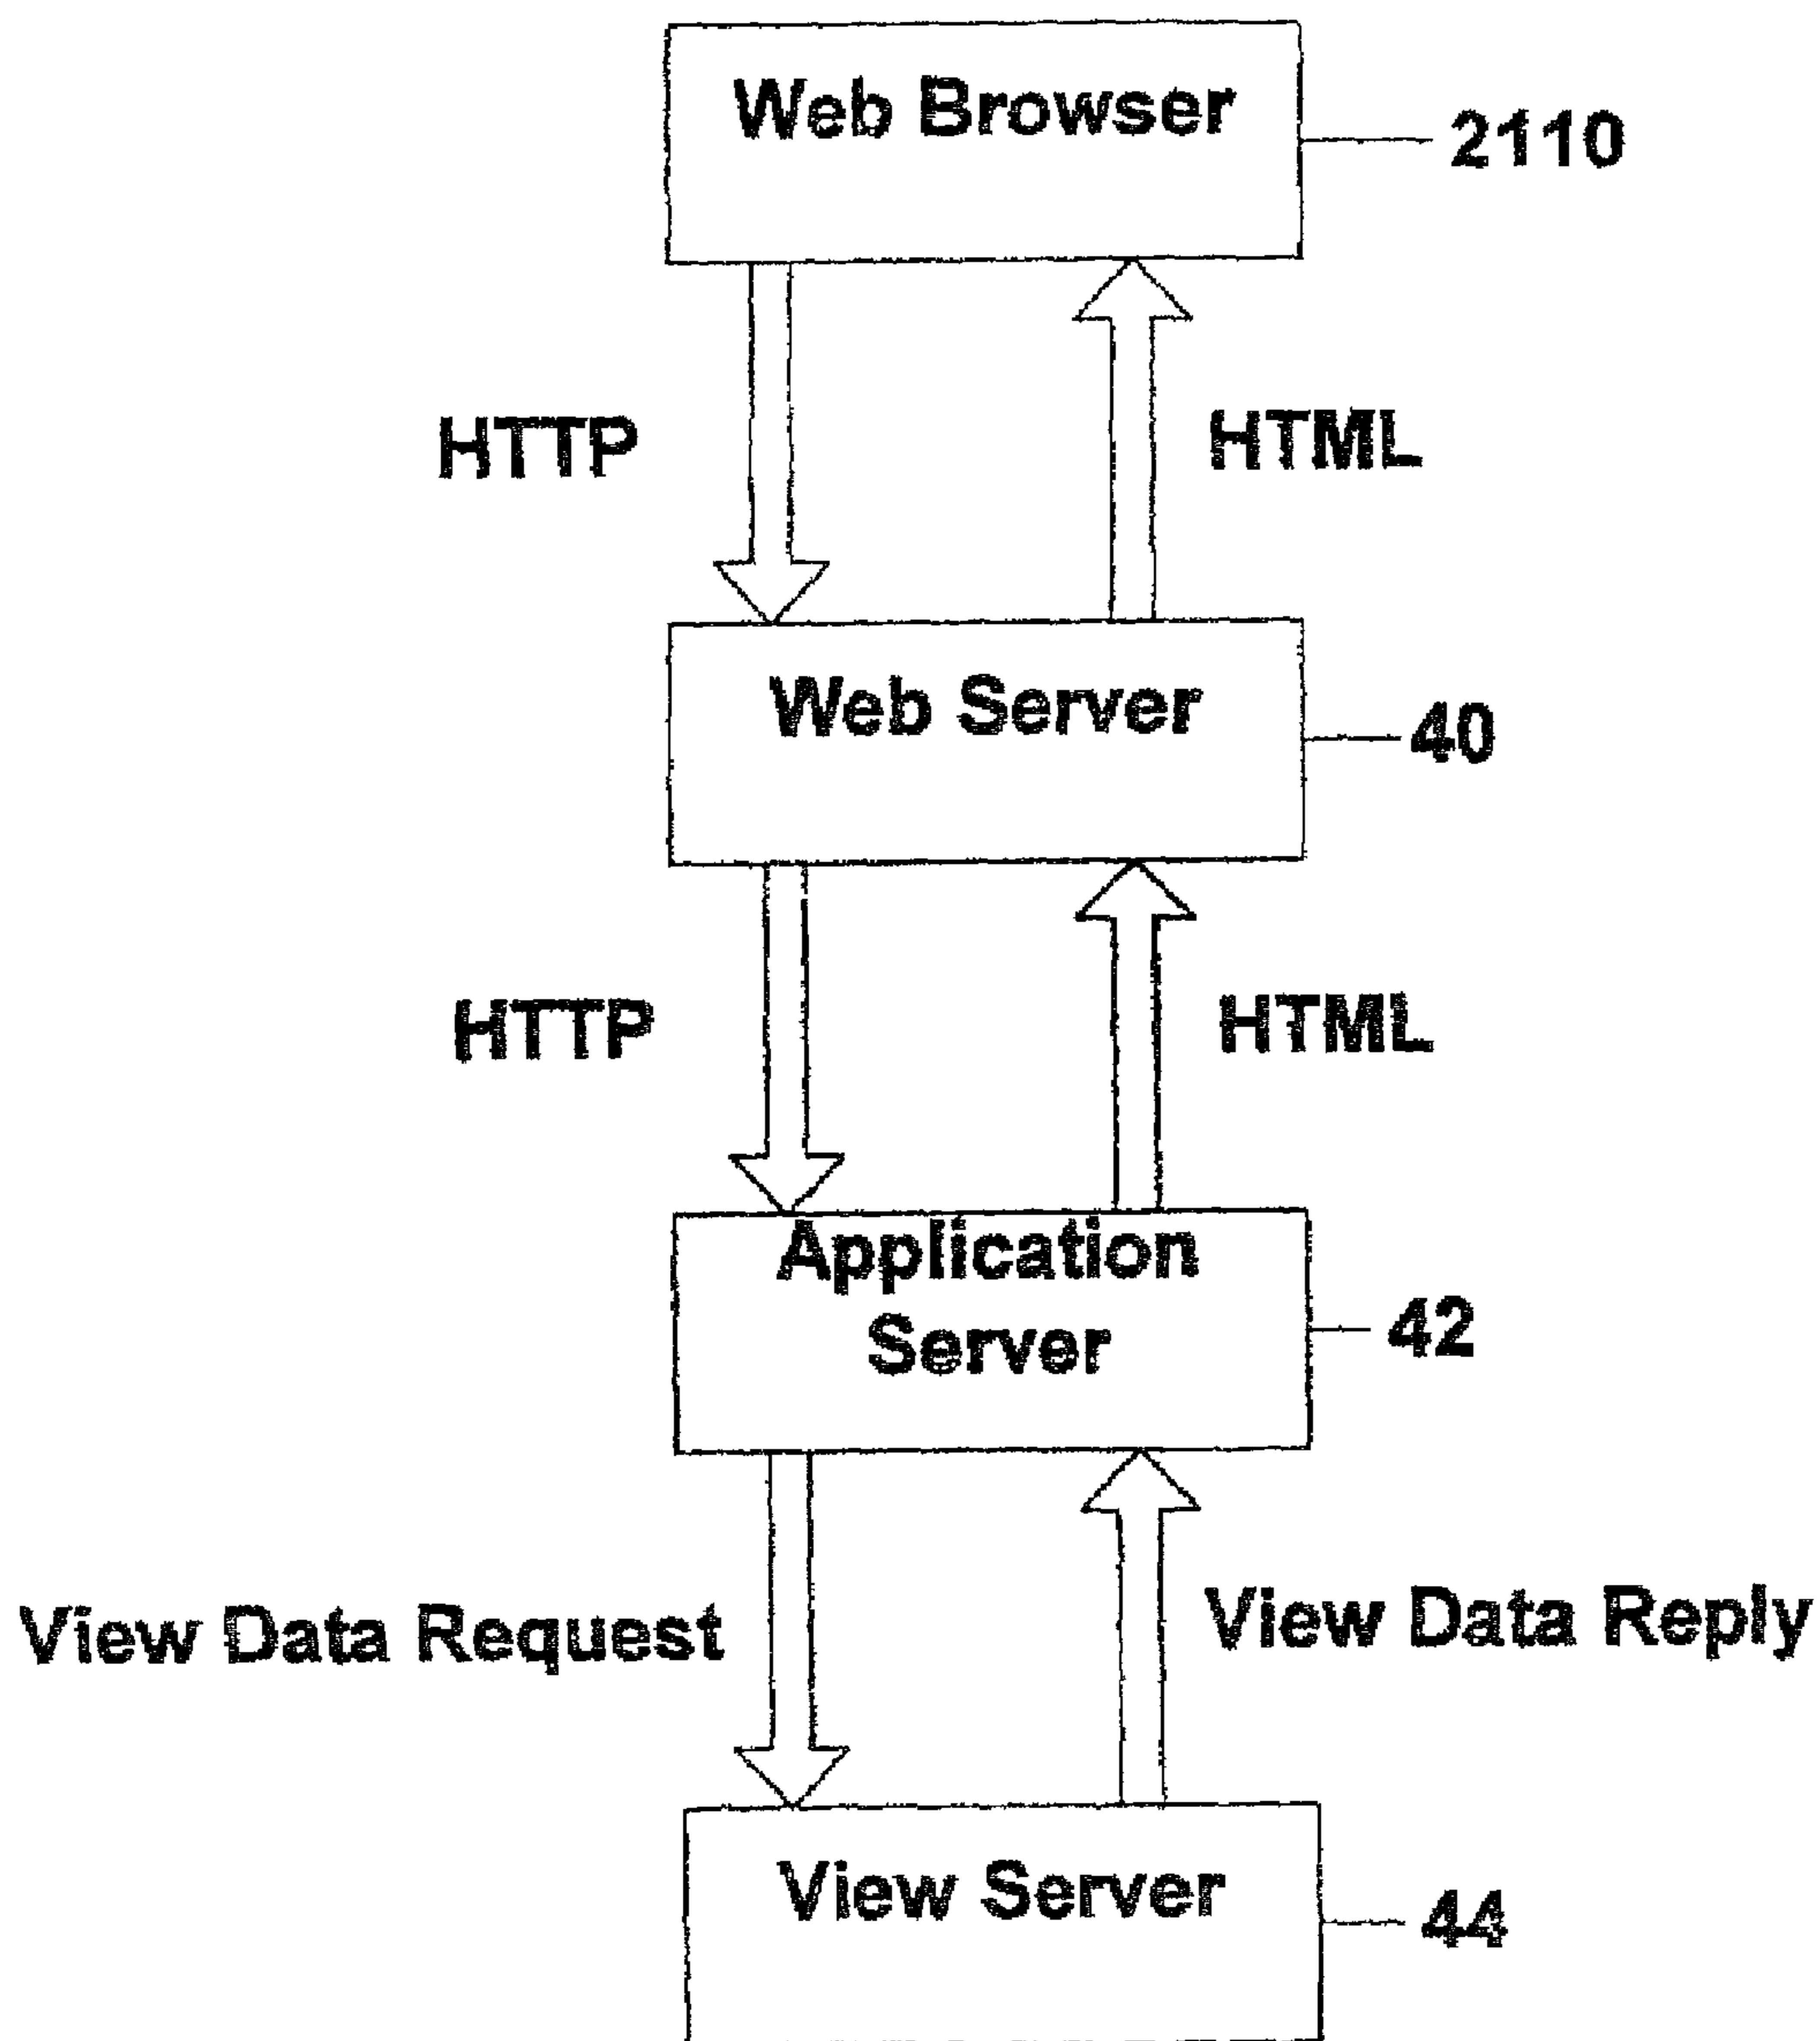 Web Browser
2110
HTTP
HTML
Web Server
40
HTTP
HTML
Application
Server
42
View Data Request
View Data Reply
View Server
44